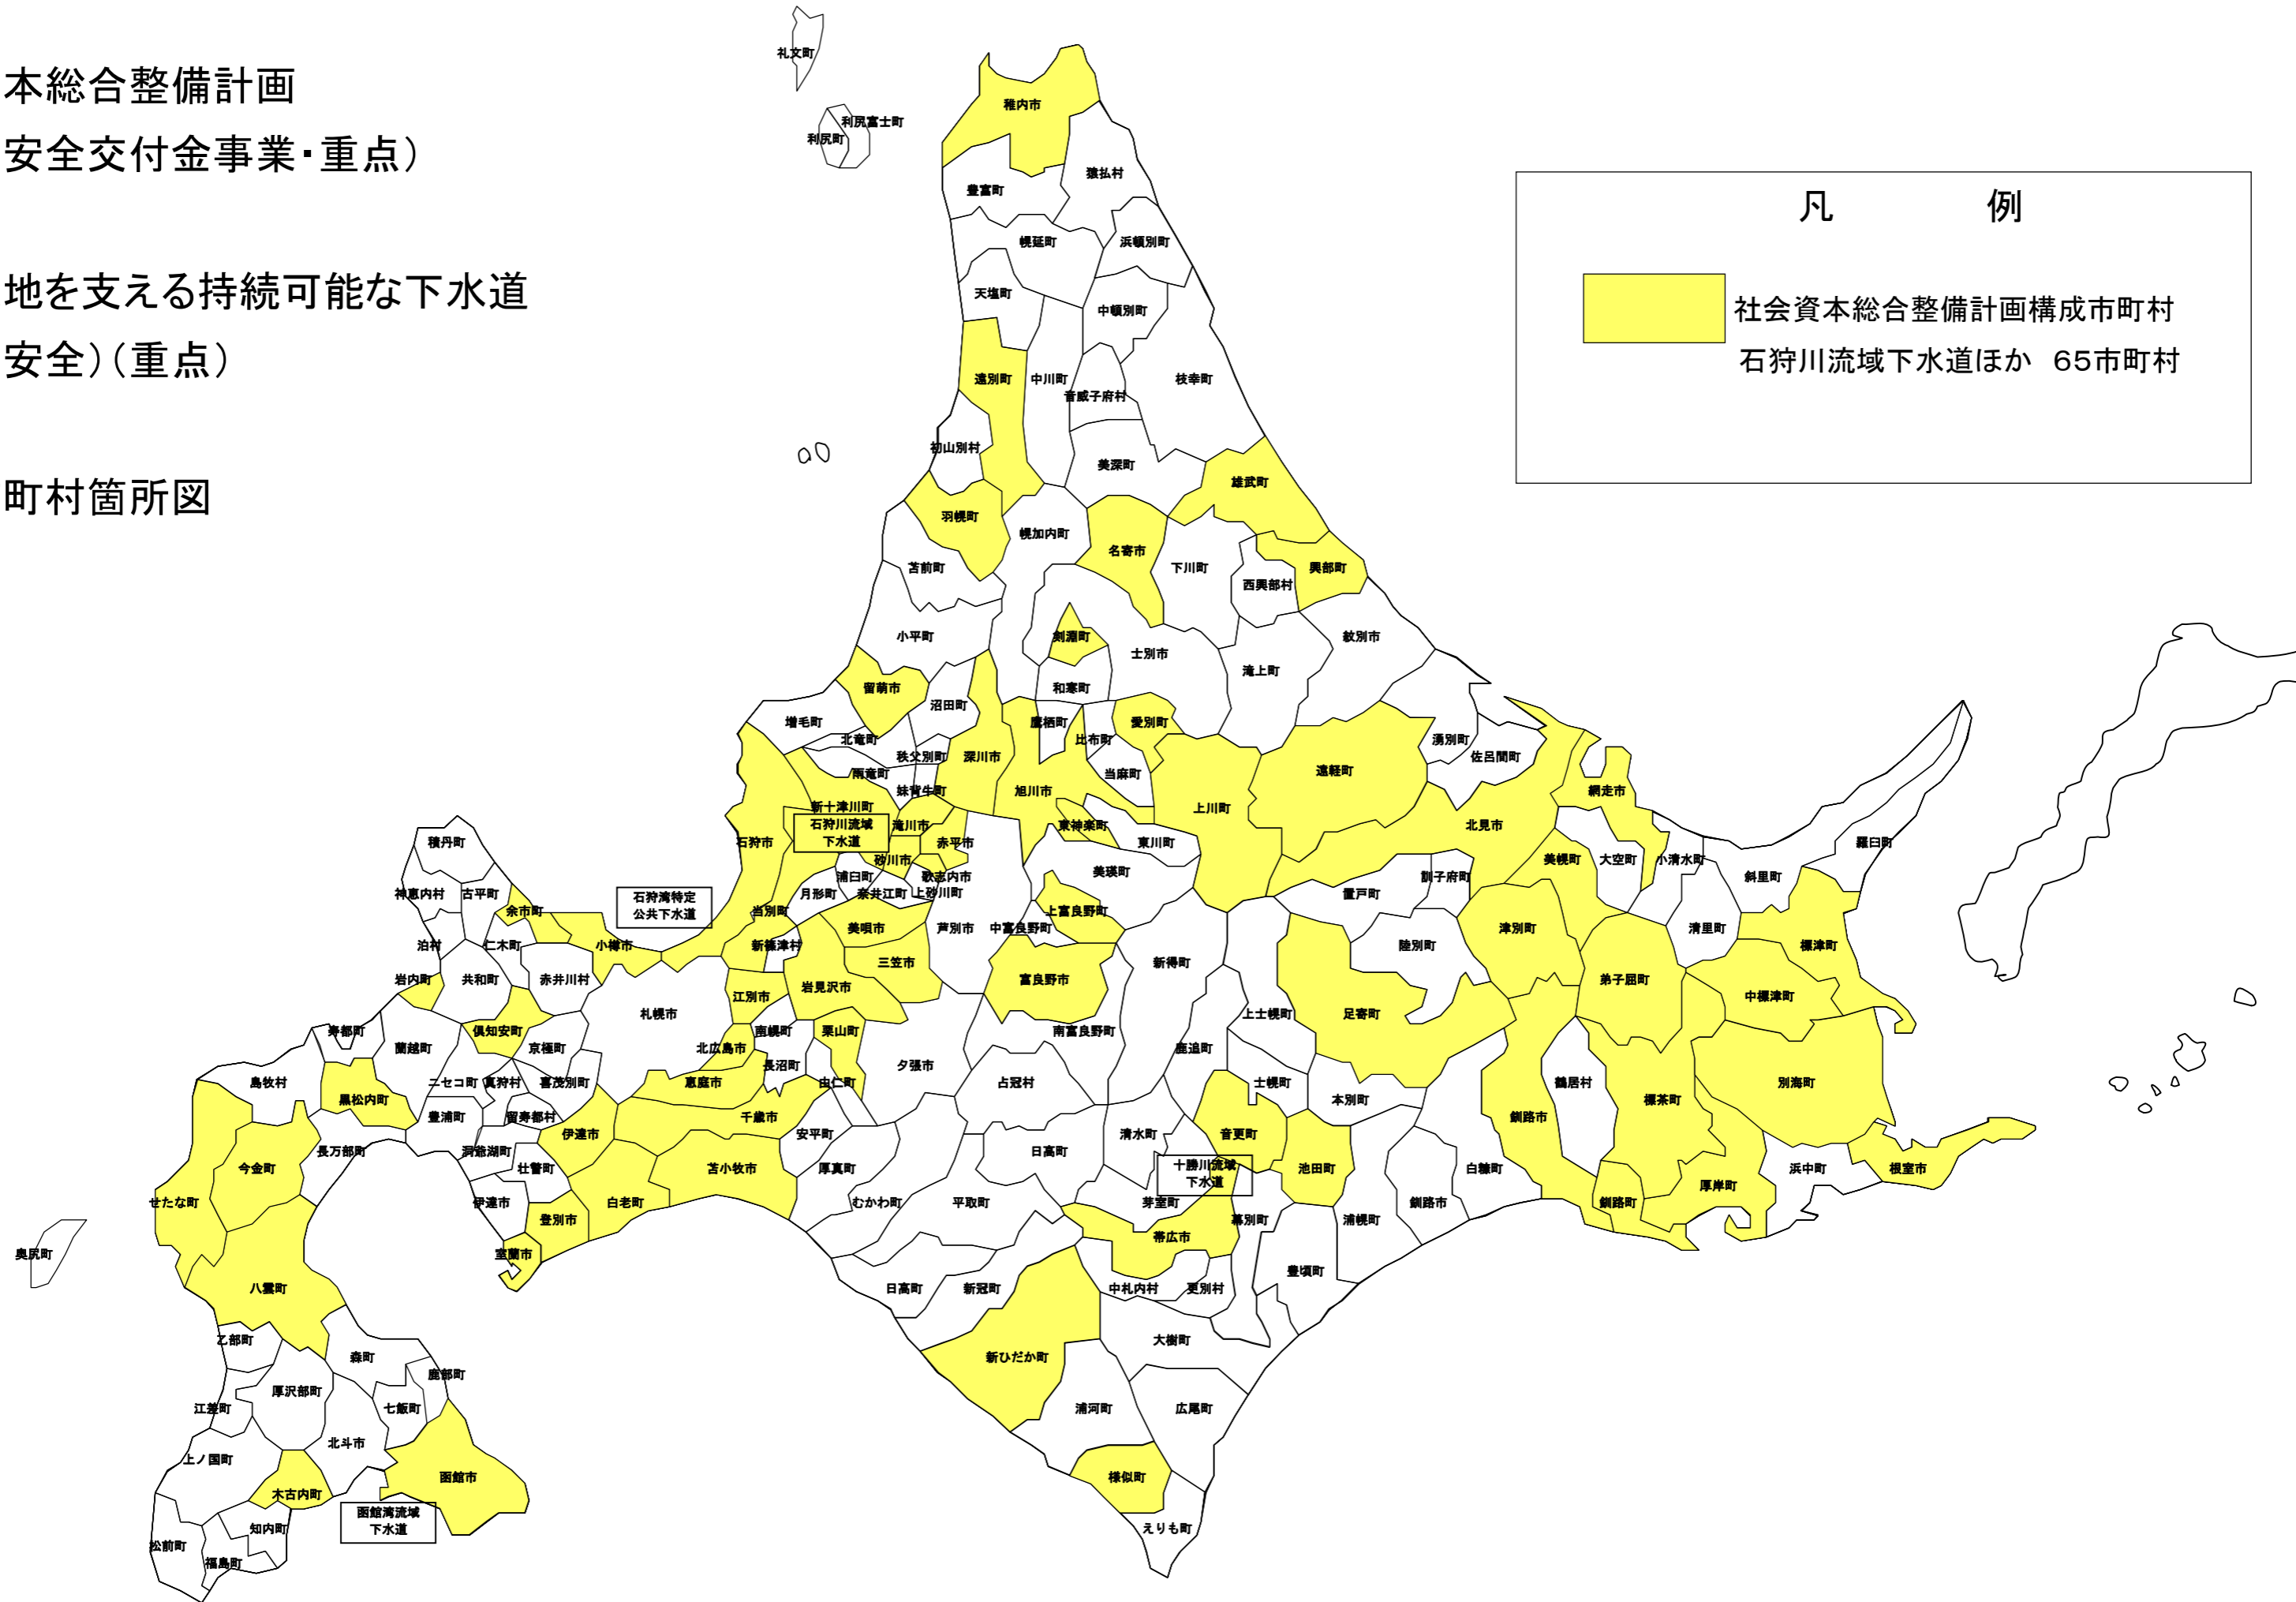 本総合整備計画
安全交付金事業・重点）
地を支える持続可能な下水道
安全）（重点）
町村箇所図
凡　例
社会資本総合整備計画構成市町村
石狩川流域下水道ほか 65市町村
礼文町
利尻富士町
利尻町
稚内市
猿払村
豊富町
幌延町
浜頓別町
天塩町
中頓別町
遠別町
中川町
音威子府村
枝幸町
初山別村
美深町
雄武町
羽幌町
幌加内町
名寄市
苫前町
下川町
西興部村
興部町
小平町
剣淵町
士別市
紋別市
滝上町
留萌市
和寒町
沼田町
増毛町
鷹栖町
愛別町
北竜町
比布町
秩父別町
深川市
湧別町
佐呂間町
雨竜町
当麻町
遠軽町
妹背牛町
旭川市
網走市
新十津川町
上川町
石狩川流域
下水道
滝川市
東神楽町
北見市
石狩市
赤平市
東川町
積丹町
砂川市
美幌町
大空町
小清水町
羅臼町
浦臼町
歌志内市
美瑛町
斜里町
神恵内村
古平町
月形町
奈井江町
上砂川町
置戸町
訓子府町
石狩湾特定
公共下水道
余市町
当別町
上富良野町
美唄市
芦別市
中富良野町
津別町
清里町
泊村
仁木町
小樽市
新篠津村
陸別町
標津町
三笠市
新得町
岩内町
共和町
赤井川村
富良野市
弟子屈町
岩見沢市
江別市
中標津町
札幌市
上士幌町
足寄町
寿都町
倶知安町
南幌町
栗山町
南富良野町
蘭越町
京極町
北広島市
鹿追町
長沼町
夕張市
島牧村
ニセコ町
真狩村
喜茂別町
恵庭市
由仁町
占冠村
士幌町
鶴居村
別海町
黒松内町
豊浦町
留寿都村
千歳市
本別町
標茶町
釧路市
伊達市
安平町
清水町
音更町
長万部町
洞爺湖町
日高町
今金町
壮瞥町
苫小牧市
厚真町
十勝川流域
下水道
池田町
白糠町
浜中町
根室市
せたな町
伊達市
白老町
むかわ町
平取町
芽室町
釧路市
釧路町
厚岸町
登別市
幕別町
浦幌町
帯広市
奥尻町
室蘭市
八雲町
日高町
新冠町
中札内村
更別村
豊頃町
乙部町
大樹町
森町
新ひだか町
鹿部町
厚沢部町
江差町
七飯町
浦河町
広尾町
北斗市
上ノ国町
函館市
様似町
木古内町
函館湾流域
下水道
知内町
えりも町
松前町
福島町